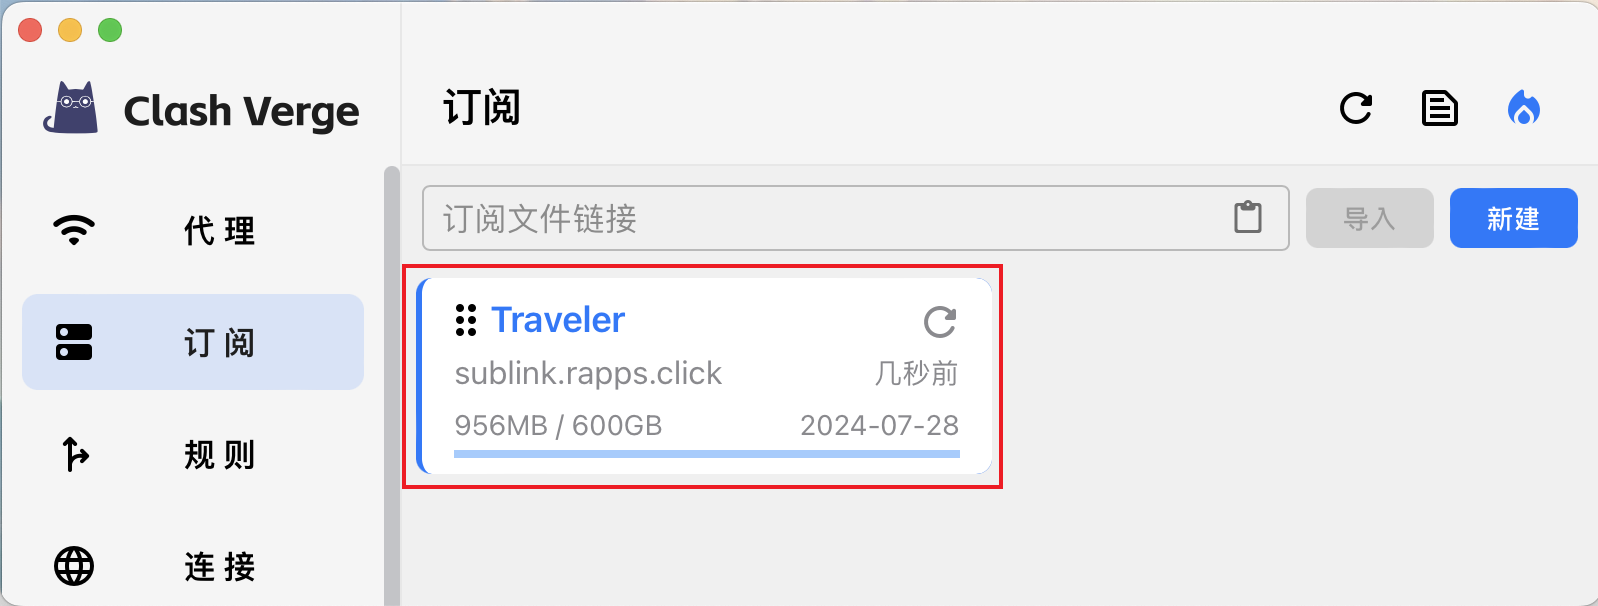 Clash Verge
代 理
订 阅
规 则
连 接
订阅
订阅文件链接
导入
新建
Traveler
sublink.rapps.click
几秒前
956MB / 600GB
2024-07-28